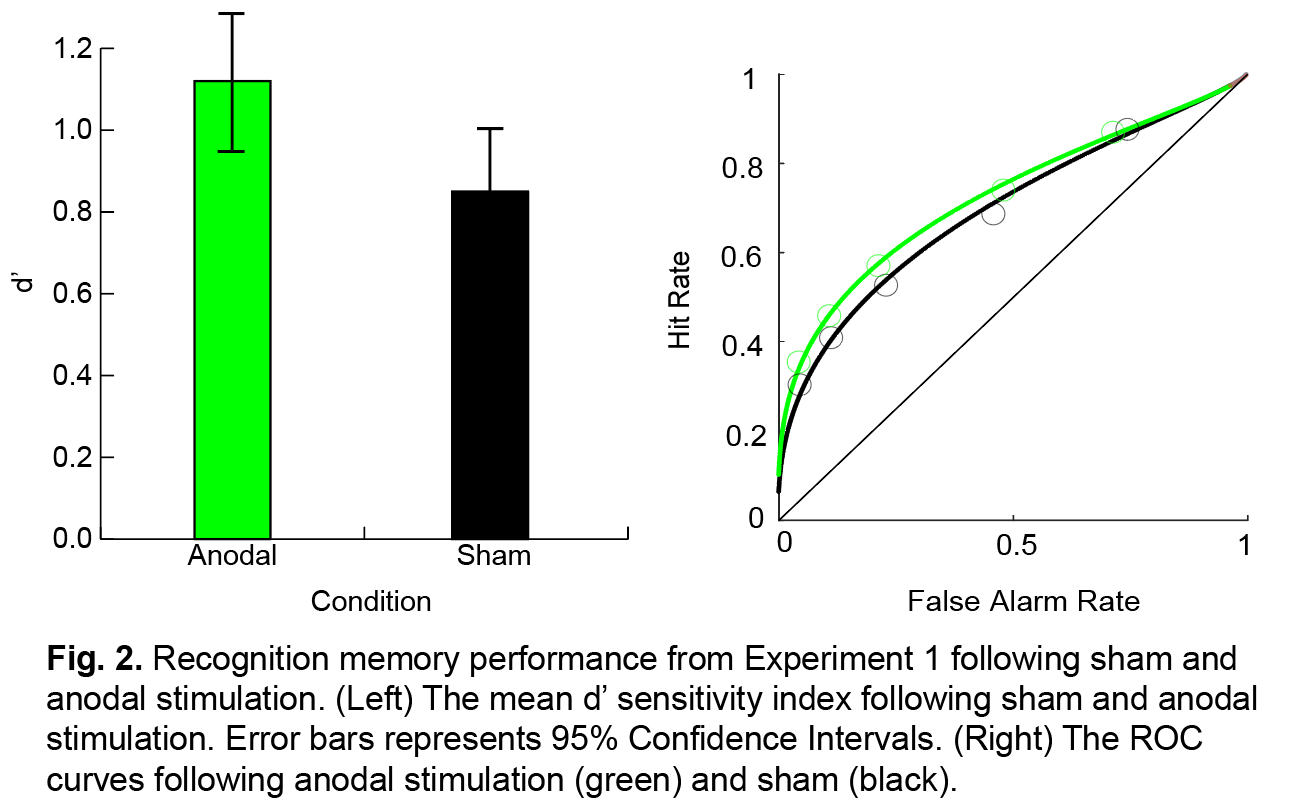 1.2
1.0
0.8
0.6
0.4
0.2
0.0
d’
Anodal
Sham
Condition
1
0.8
0.6
0.4
0.2
0
Hit Rate
0
0.5
1
False Alarm Rate
Fig. 2. Recognition memory performance from Experiment 1 following sham and
anodal stimulation. (Left) The mean d’ sensitivity index following sham and anodal
stimulation. Error bars represents 95% Confidence Intervals. (Right) The ROC
curves following anodal stimulation (green) and sham (black).